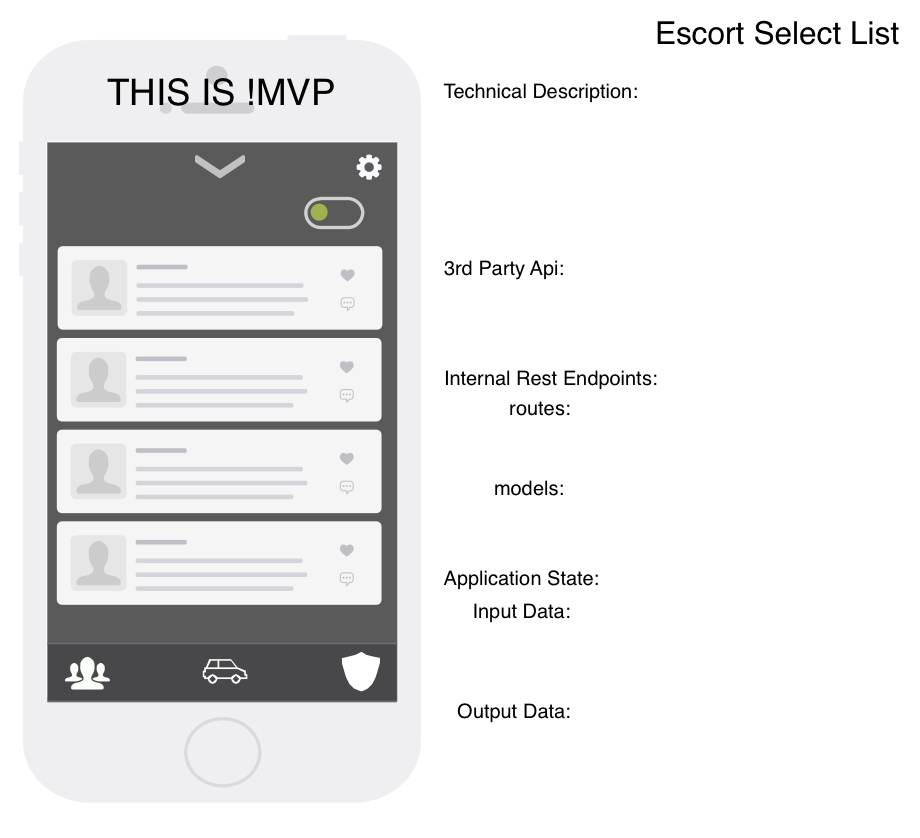 Escort Select List
THIS IS !MVP
Technical Description:
3rd Party Api:
Internal Rest Endpoints:
routes:
models:
Application State:
Input Data:
Output Data: